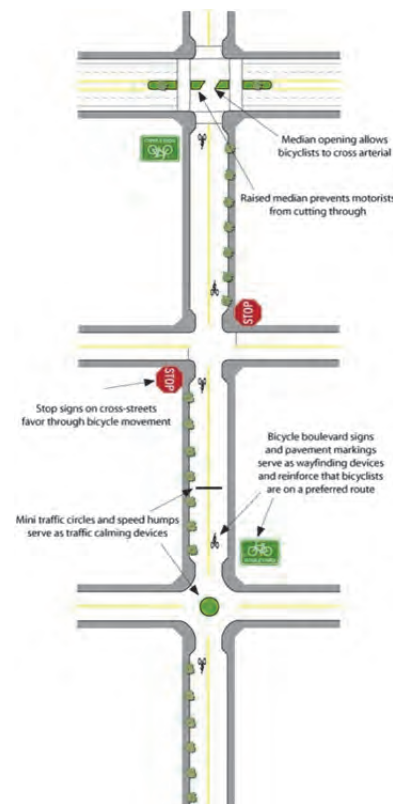 Median opening allows
bicyclists to cross arterial
Raised median prevents motorists
from cutting through
STOP
STOP
Stop signs on cross-streets
favor through bicycle movement
Bicycle boulevard signs
and pavement markings
serve as wayfinding devices
and reinforce that bicyclists
are on a preferred route
Mini traffic circles and speed humps
serve as traffic calming devices